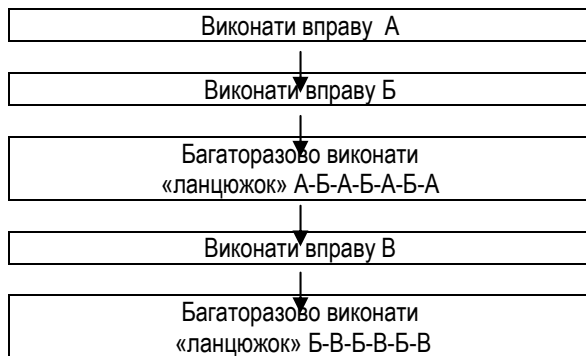 Виконати вправу А
Виконати вправу Б
Багаторазово виконати
«ланцюжок» А-Б-А-Б-А-Б-А
Виконати вправу В
Багаторазово виконати
«ланцюжок» Б-В-Б-В-Б-В